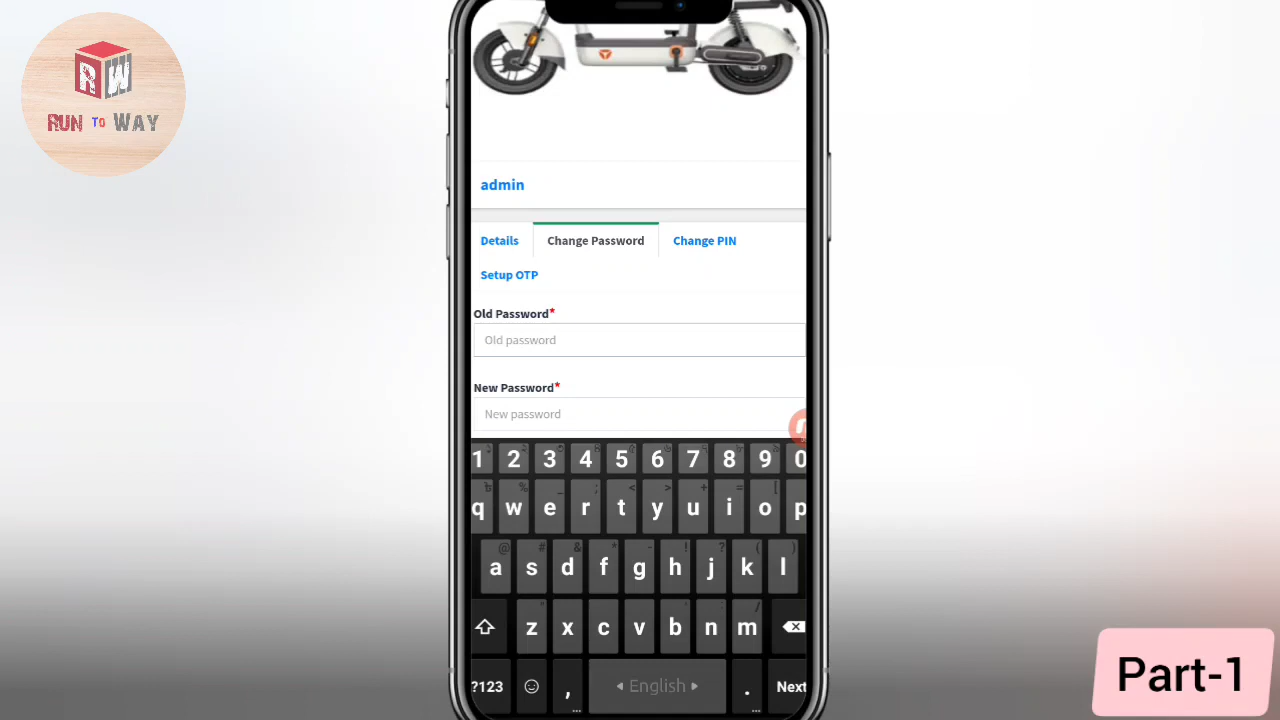 RW
RUN TO WAY
admin
Details Change Password Change PIN
Setup OTP
Old Password*
Old password
New Password*
New password
1 2 3 4 5 6 7 8 9 0
% _ ; < > + = [
q w e r t y u i o p
@ # & * - ! ? ( )
a s d f g h j k l
" ' : ; /
z x c v b n m
?123 , English . Next
Part-1